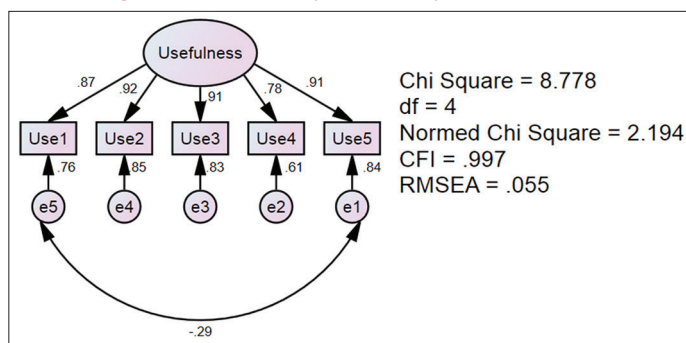 Usefulness
.87
.92
.91
.78
.91
Use1
Use2
Use3
Use4
Use5
.76
.85
.83
.61
.84
e5
e4
e3
e2
e1
-.29
Chi Square = 8.778
df = 4
Normed Chi Square = 2.194
CFI = .997
RMSEA = .055